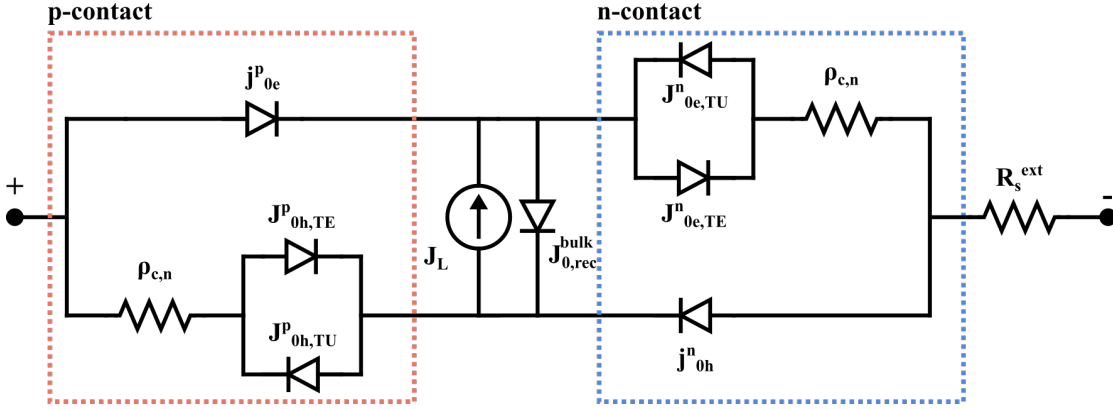 p-contact
n-contact
j^p_0e
J^n_0e,TU
ρ_c,n
+
J^p_0h,TE
J_L
J^bulk_0,rec
J^n_0e,TE
R_s^ext
-
ρ_c,n
J^p_0h,TU
j^n_0h